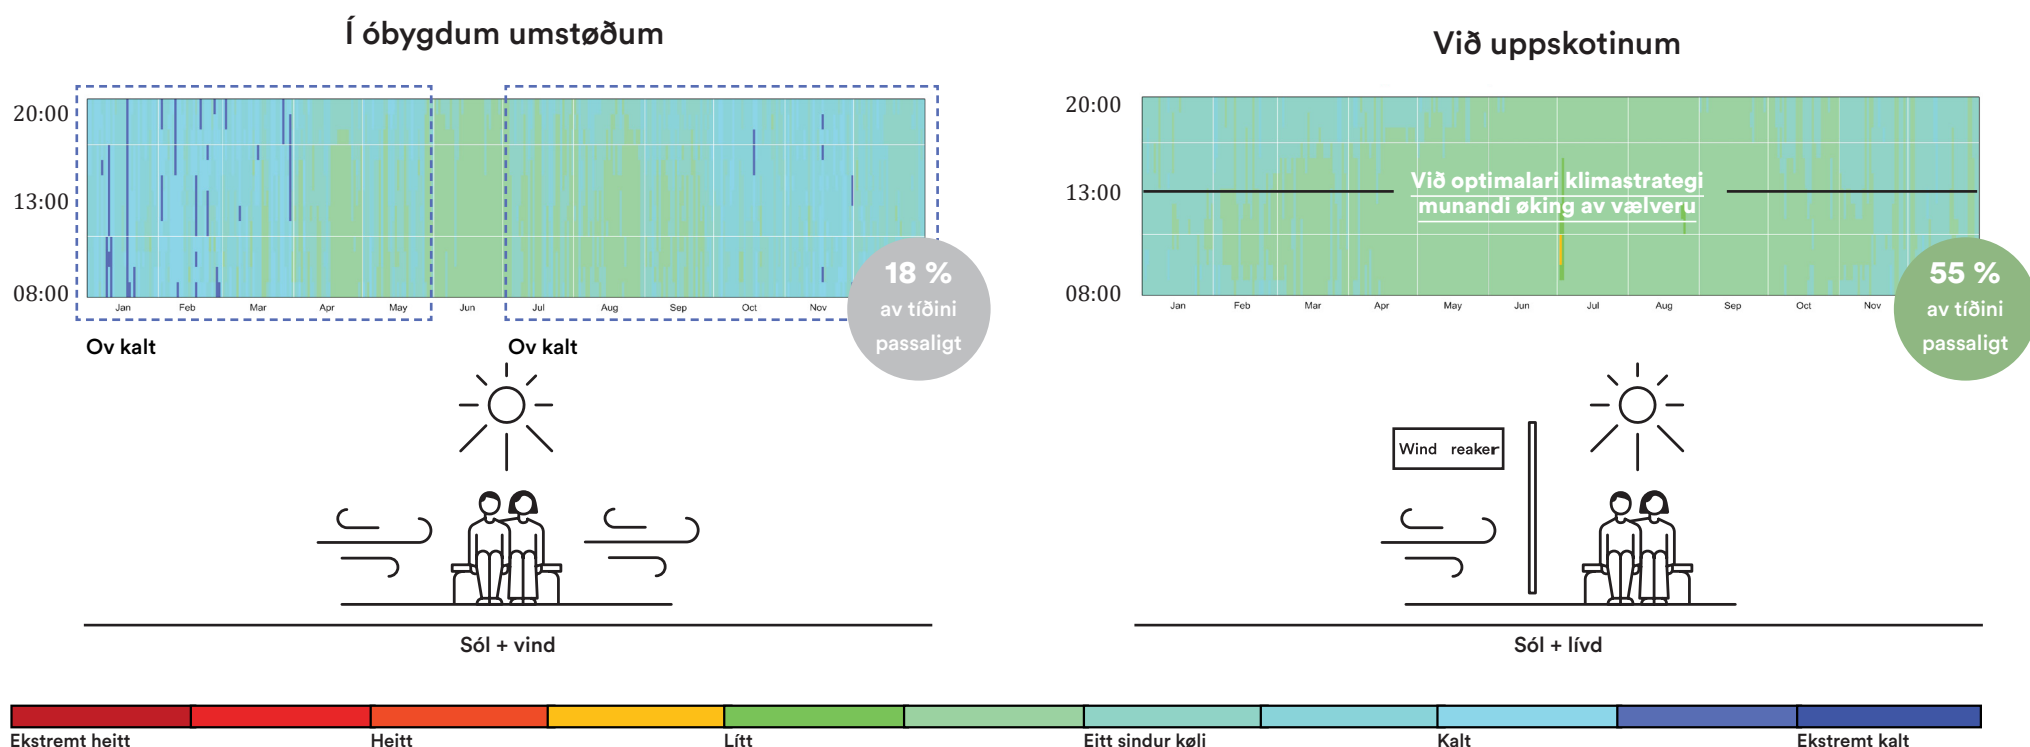 Í óbygdum umstøðum
Við uppskotinum
20:00
13:00
08:00
Jan Feb Mar Apr May Jun Jul Aug Sep Oct Nov
18 %
av tíðini
passaligt
Ov kalt
Ov kalt
20:00
13:00
08:00
Við optimalari klimastrategi
munandi øking av vælveru
Jan Feb Mar Apr May Jun Jul Aug Sep Oct Nov
55 %
av tíðini
passaligt
Wind reaker
Sól + vind
Sól + lívd
Ekstremt heitt
Heitt
Lítt
Eitt sindur køli
Kalt
Ekstremt kalt